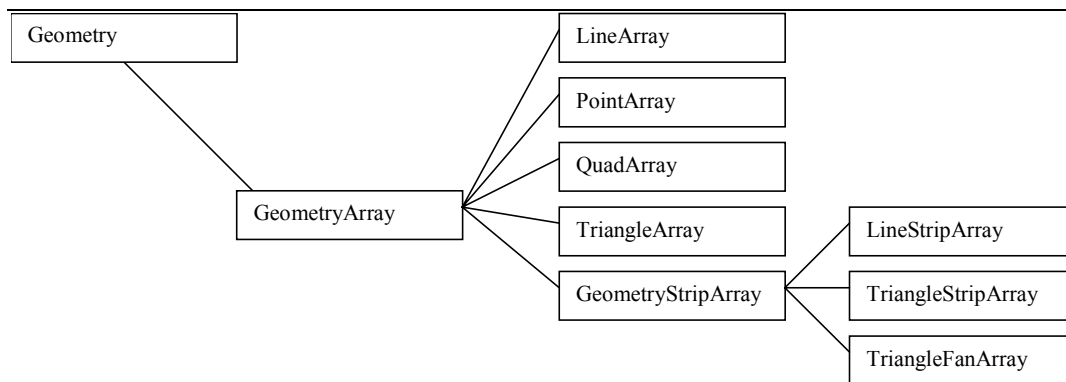 Geometry
LineArray
PointArray
QuadArray
GeometryArray
TriangleArray
LineStripArray
GeometryStripArray
TriangleStripArray
TriangleFanArray